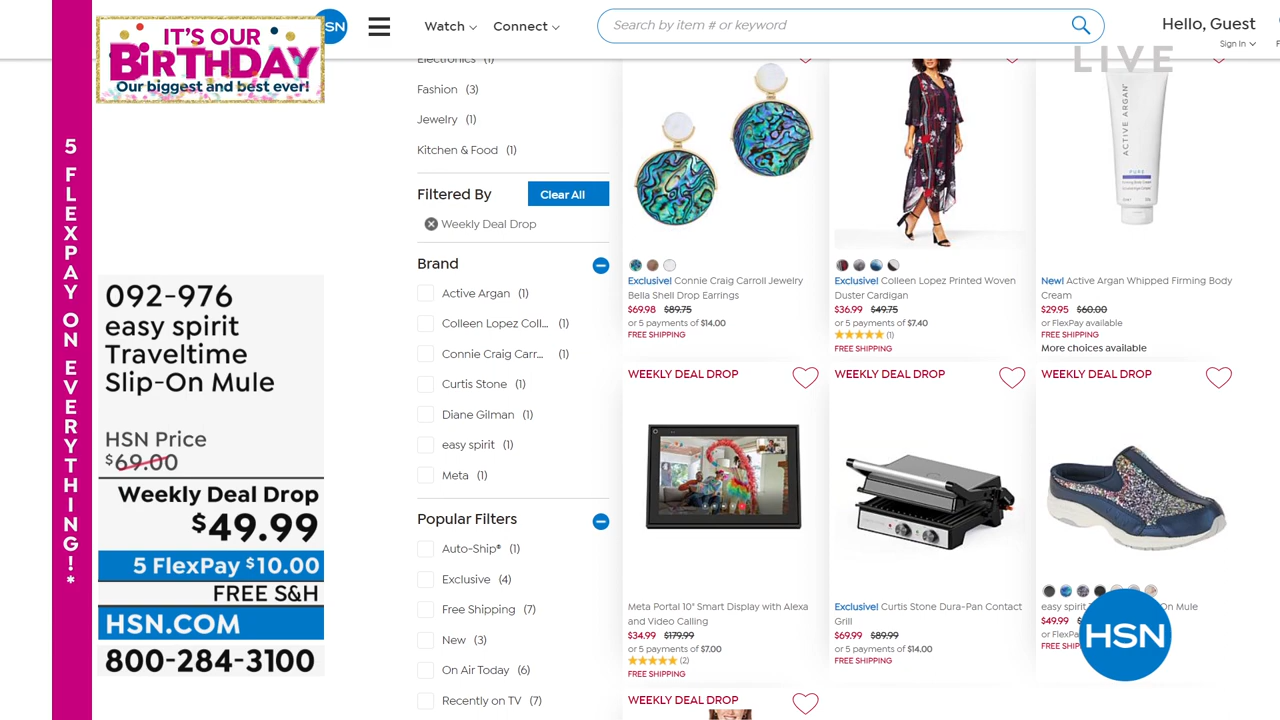 IT'S OUR
BIRTHDAY
Our biggest and best ever!
5 FLEXPAY ON EVERYTHING!*
092-976
easy spirit
Traveltime
Slip-On Mule
HSN Price
$69.00
Weekly Deal Drop
$49.99
5 FlexPay $10.00
FREE S&H
HSN.COM
800-284-3100
Watch
Connect
Search by item # or keyword
Hello, Guest
Sign In
LIVE
Electronics (1)
Fashion (3)
Jewelry (1)
Kitchen & Food (1)
Filtered By
Clear All
Weekly Deal Drop
Brand
Active Argan (1)
Colleen Lopez Coll... (1)
Connie Craig Carr... (1)
Curtis Stone (1)
Diane Gilman (1)
easy spirit (1)
Meta (1)
Popular Filters
Auto-Ship® (1)
Exclusive (4)
Free Shipping (7)
New (3)
On Air Today (6)
Recently on TV (7)
Exclusive! Connie Craig Carroll Jewelry
Bella Shell Drop Earrings
$69.98 $89.75
or 5 payments of $14.00
FREE SHIPPING
Exclusive! Colleen Lopez Printed Woven
Duster Cardigan
$36.99 $49.75
or 5 payments of $7.40
(1)
FREE SHIPPING
ACTIVE ARGAN
PURE
New! Active Argan Whipped Firming Body
Cream
$29.95 $60.00
or FlexPay available
FREE SHIPPING
More choices available
WEEKLY DEAL DROP
Meta Portal 10" Smart Display with Alexa
and Video Calling
$34.99 $179.99
or 5 payments of $7.00
(2)
FREE SHIPPING
WEEKLY DEAL DROP
Exclusive! Curtis Stone Dura-Pan Contact
Grill
$69.99 $89.99
or 5 payments of $14.00
FREE SHIPPING
WEEKLY DEAL DROP
easy spirit On Mule
$49.99
or FlexPa
FREE SHIP
HSN
WEEKLY DEAL DROP